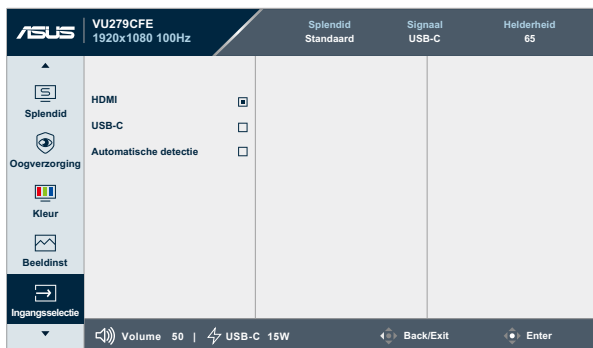 ASUS
VU279CFE
1920x1080 100Hz
Splendid
Standaard
Signaal
USB-C
Helderheid
65
Splendid
Oogverzorging
Kleur
Beeldinst
Ingangsselectie
HDMI
USB-C
Automatische detectie
Volume 50 | USB-C 15W
Back/Exit
Enter